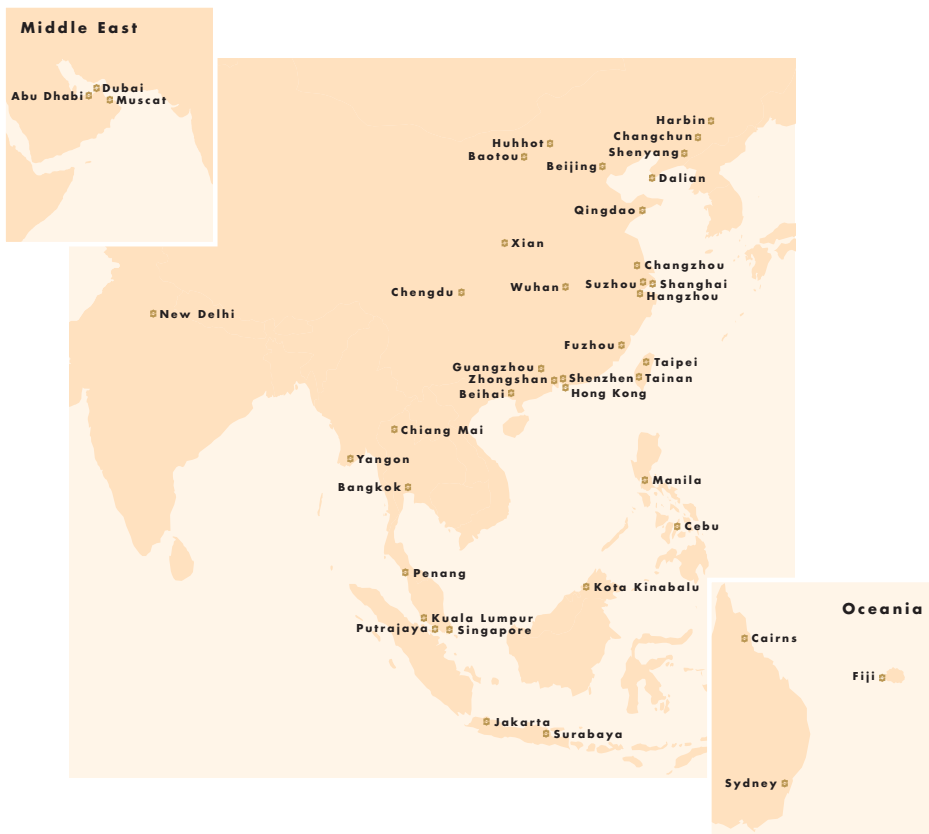 Middle East
Dubai
Abu Dhabi
Muscat
Harbin
Changchun
Huhhot
Shenyang
Baotou
Beijing
Dalian
Qingdao
Xian
Changzhou
Suzhou
Shanghai
Wuhan
Chengdu
Hangzhou
New Delhi
Fuzhou
Taipei
Guangzhou
Zhongshan
Shenzhen
Tainan
Beihai
Hong Kong
Chiang Mai
Yangon
Manila
Bangkok
Cebu
Penang
Kota Kinabalu
Oceania
Kuala Lumpur
Putrajaya
Singapore
Cairns
Fiji
Jakarta
Surabaya
Sydney